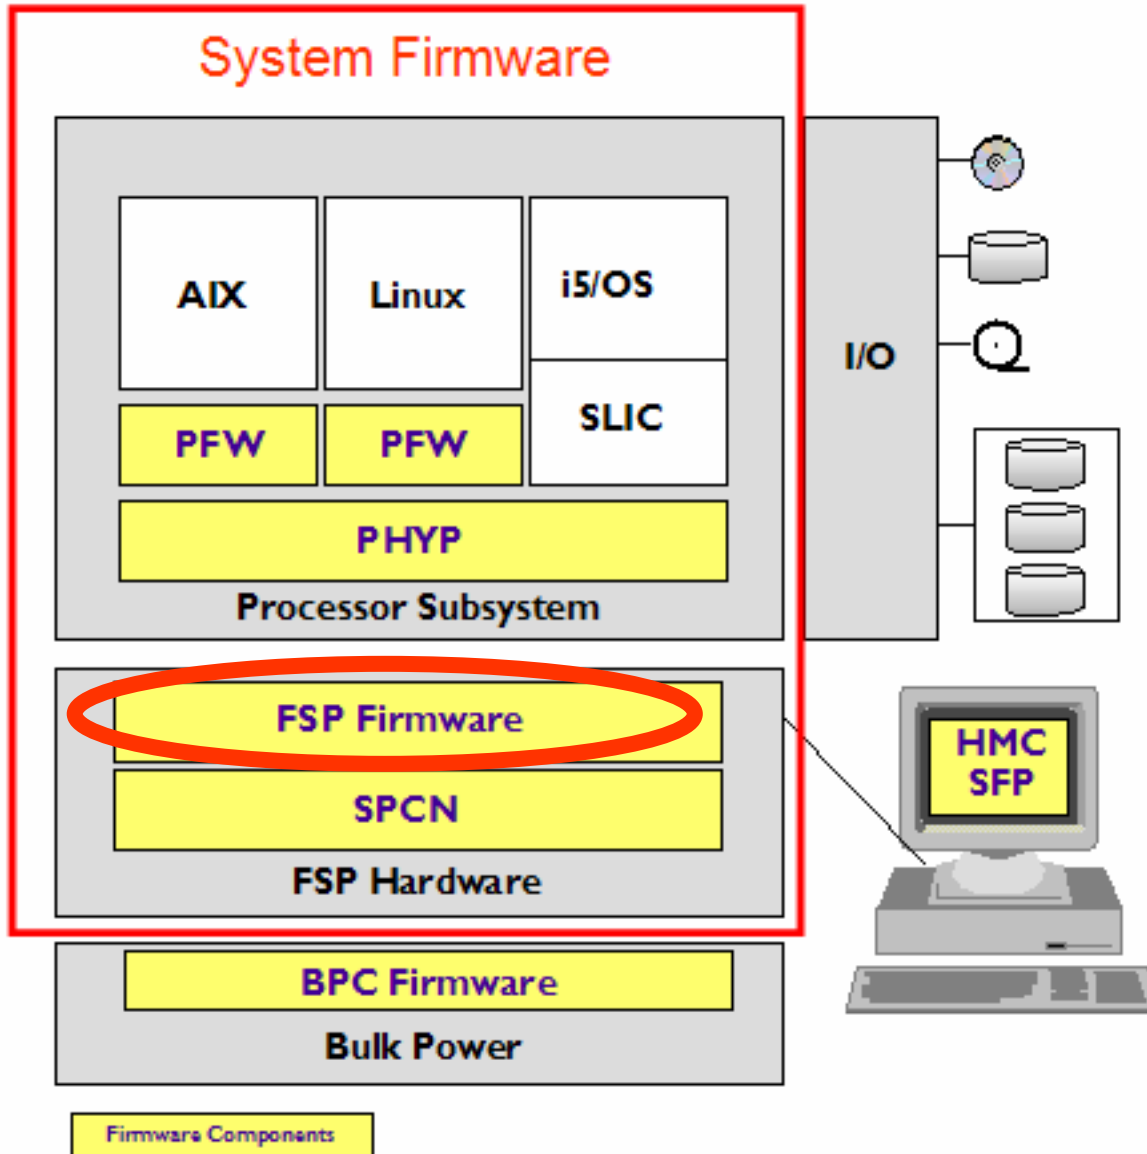 System Firmware
AIX
Linux
i5/OS
SLIC
PFW
PFW
PHYP
Processor Subsystem
I/O
FSP Firmware
SPCN
FSP Hardware
HMC
SFP
BPC Firmware
Bulk Power
Firmware Components